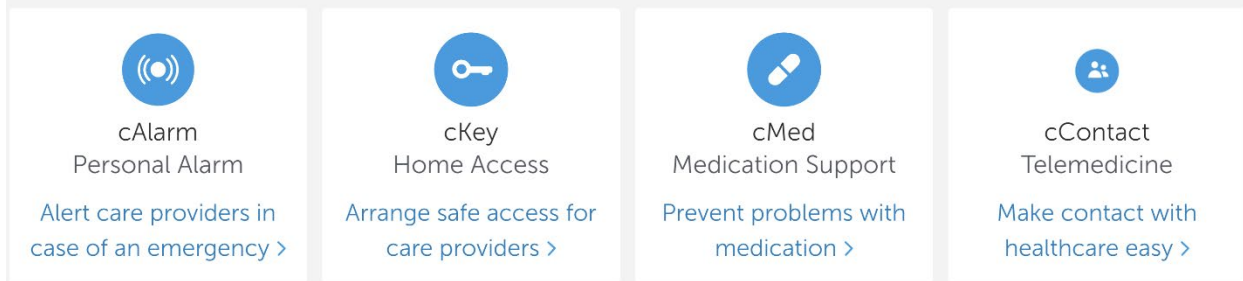 cAlarm
Personal Alarm
Alert care providers in
case of an emergency >
cKey
Home Access
Arrange safe access for
care providers >
cMed
Medication Support
Prevent problems with
medication >
cContact
Telemedicine
Make contact with
healthcare easy >